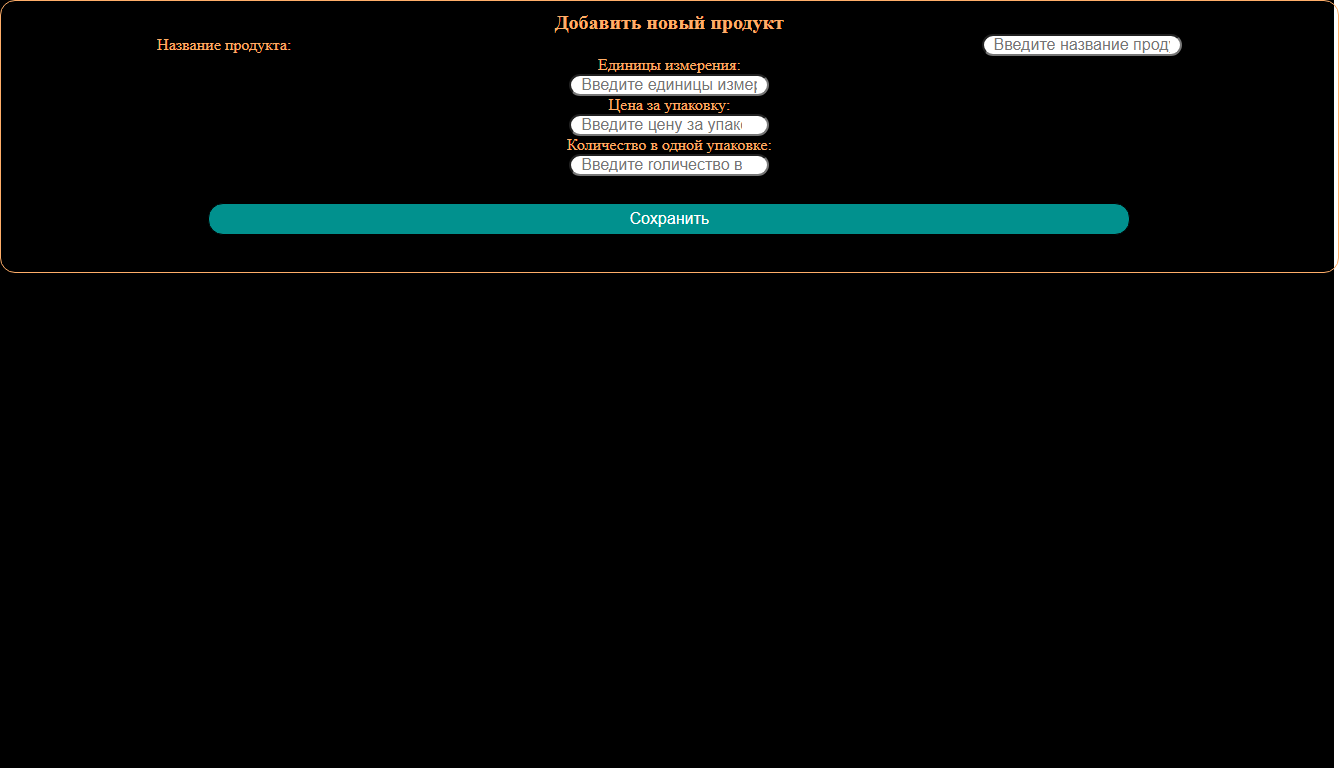 Добавить новый продукт
Название продукта: Введите название прод
Единицы измерения:
Введите единицы измер
Цена за упаковку:
Введите цену за упак
Количество в одной упаковке:
Введите голичество в
Сохранить